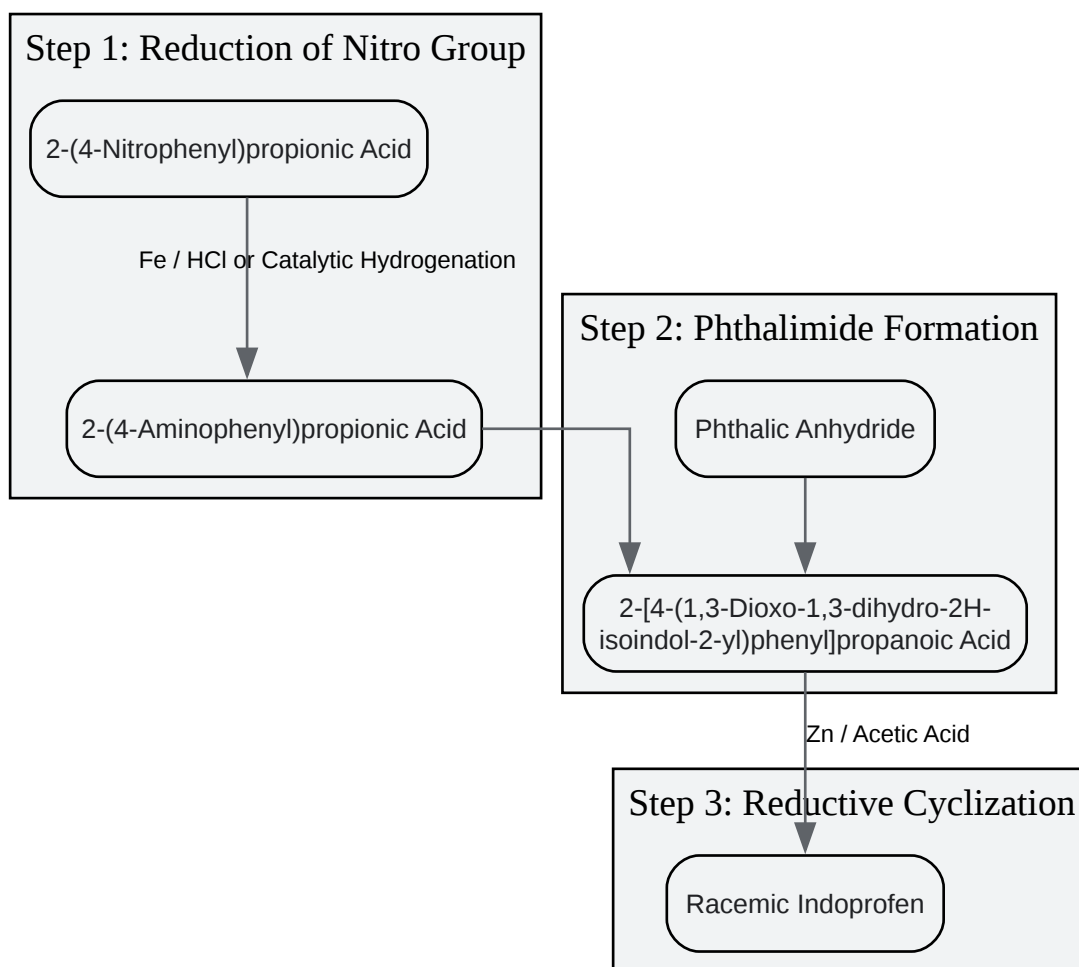 Step 1: Reduction of Nitro Group
2-(4-Nitrophenyl)propionic Acid
Fe / HCl or Catalytic Hydrogenation
2-(4-Aminophenyl)propionic Acid
Step 2: Phthalimide Formation
Phthalic Anhydride
2-[4-(1,3-Dioxo-1,3-dihydro-2H-
isoindol-2-yl)phenyl]propanoic Acid
Zn / Acetic Acid
Step 3: Reductive Cyclization
Racemic Indoprofen